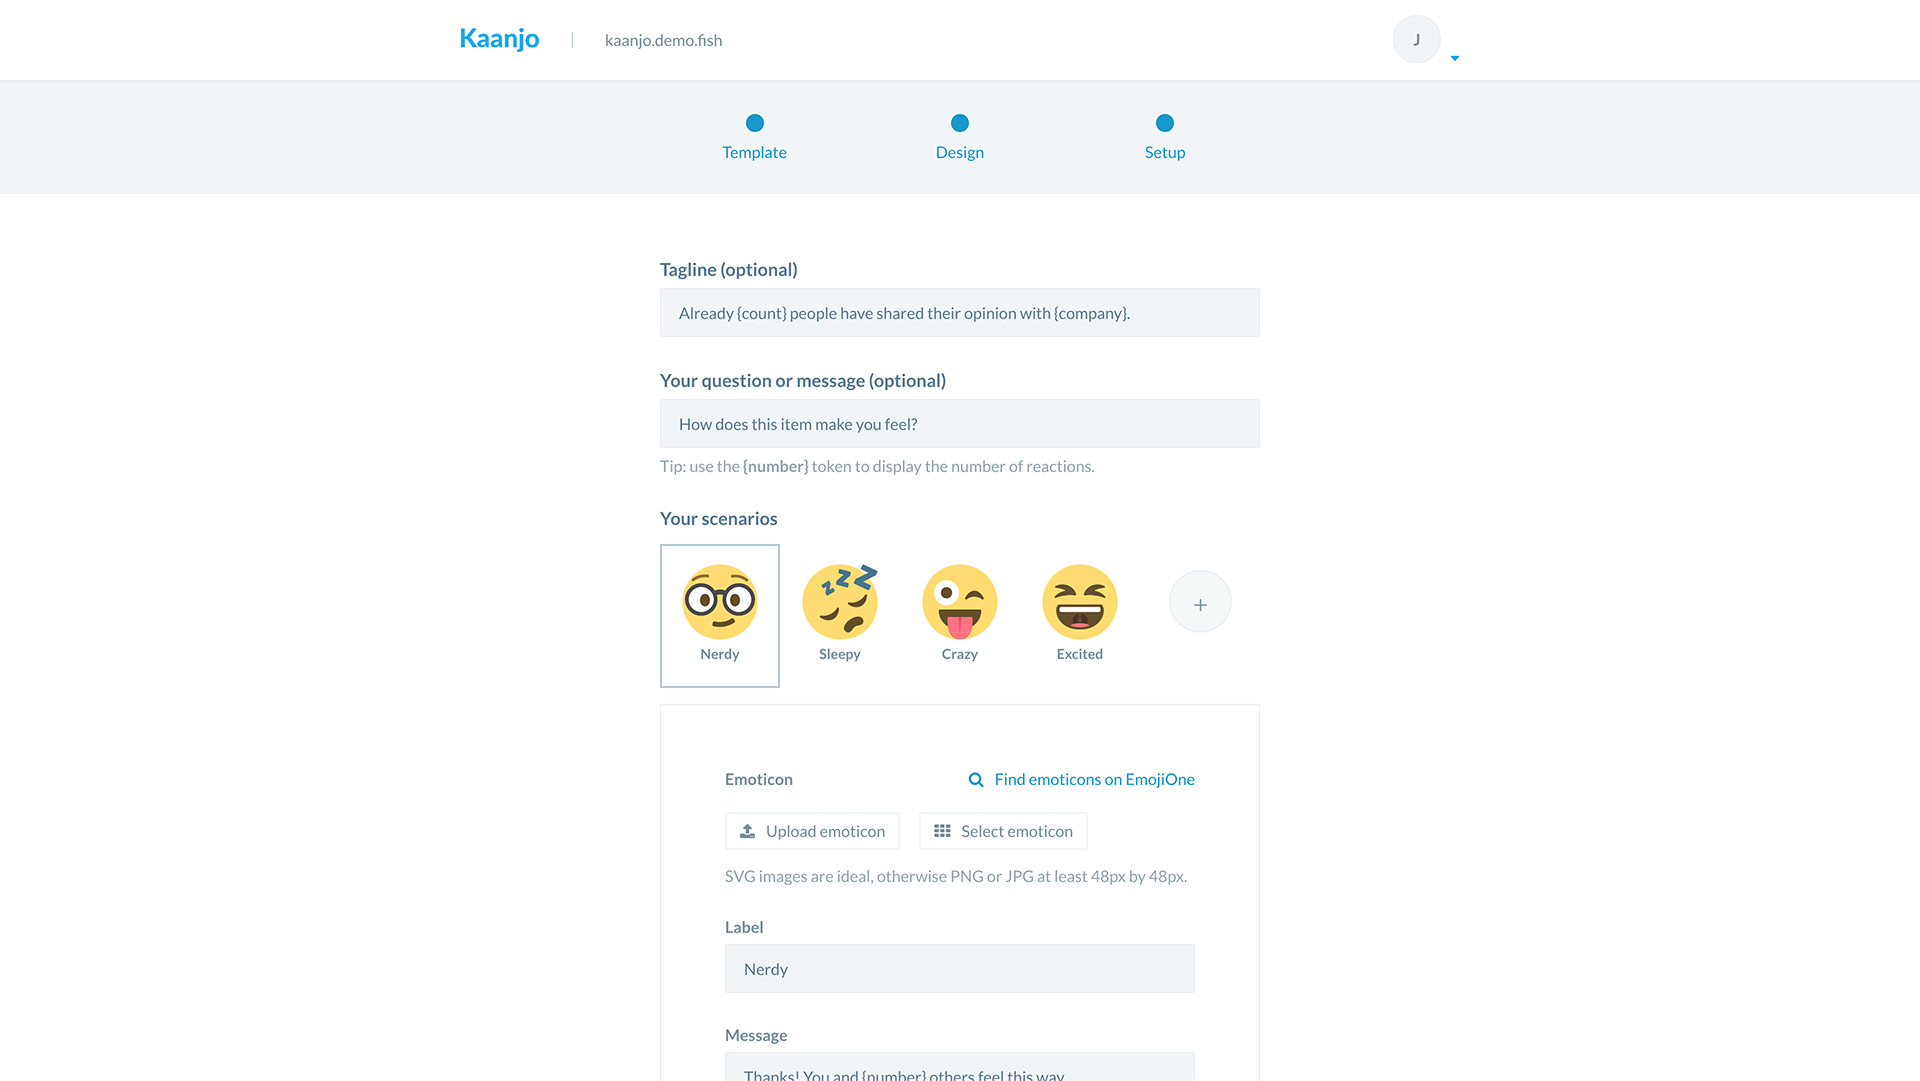 Kaanjo
kaanjo.demo.fish
J
Template
Design
Setup
Tagline (optional)
Already {count} people have shared their opinion with {company}.
Your question or message (optional)
How does this item make you feel?
Tip: use the {number} token to display the number of reactions.
Your scenarios
Nerdy
Sleepy
Crazy
Excited
+
Emoticon
Find emoticons on EmojiOne
Upload emoticon
Select emoticon
SVG images are ideal, otherwise PNG or JPG at least 48px by 48px.
Label
Nerdy
Message
Thanks! You and {number} others feel this way